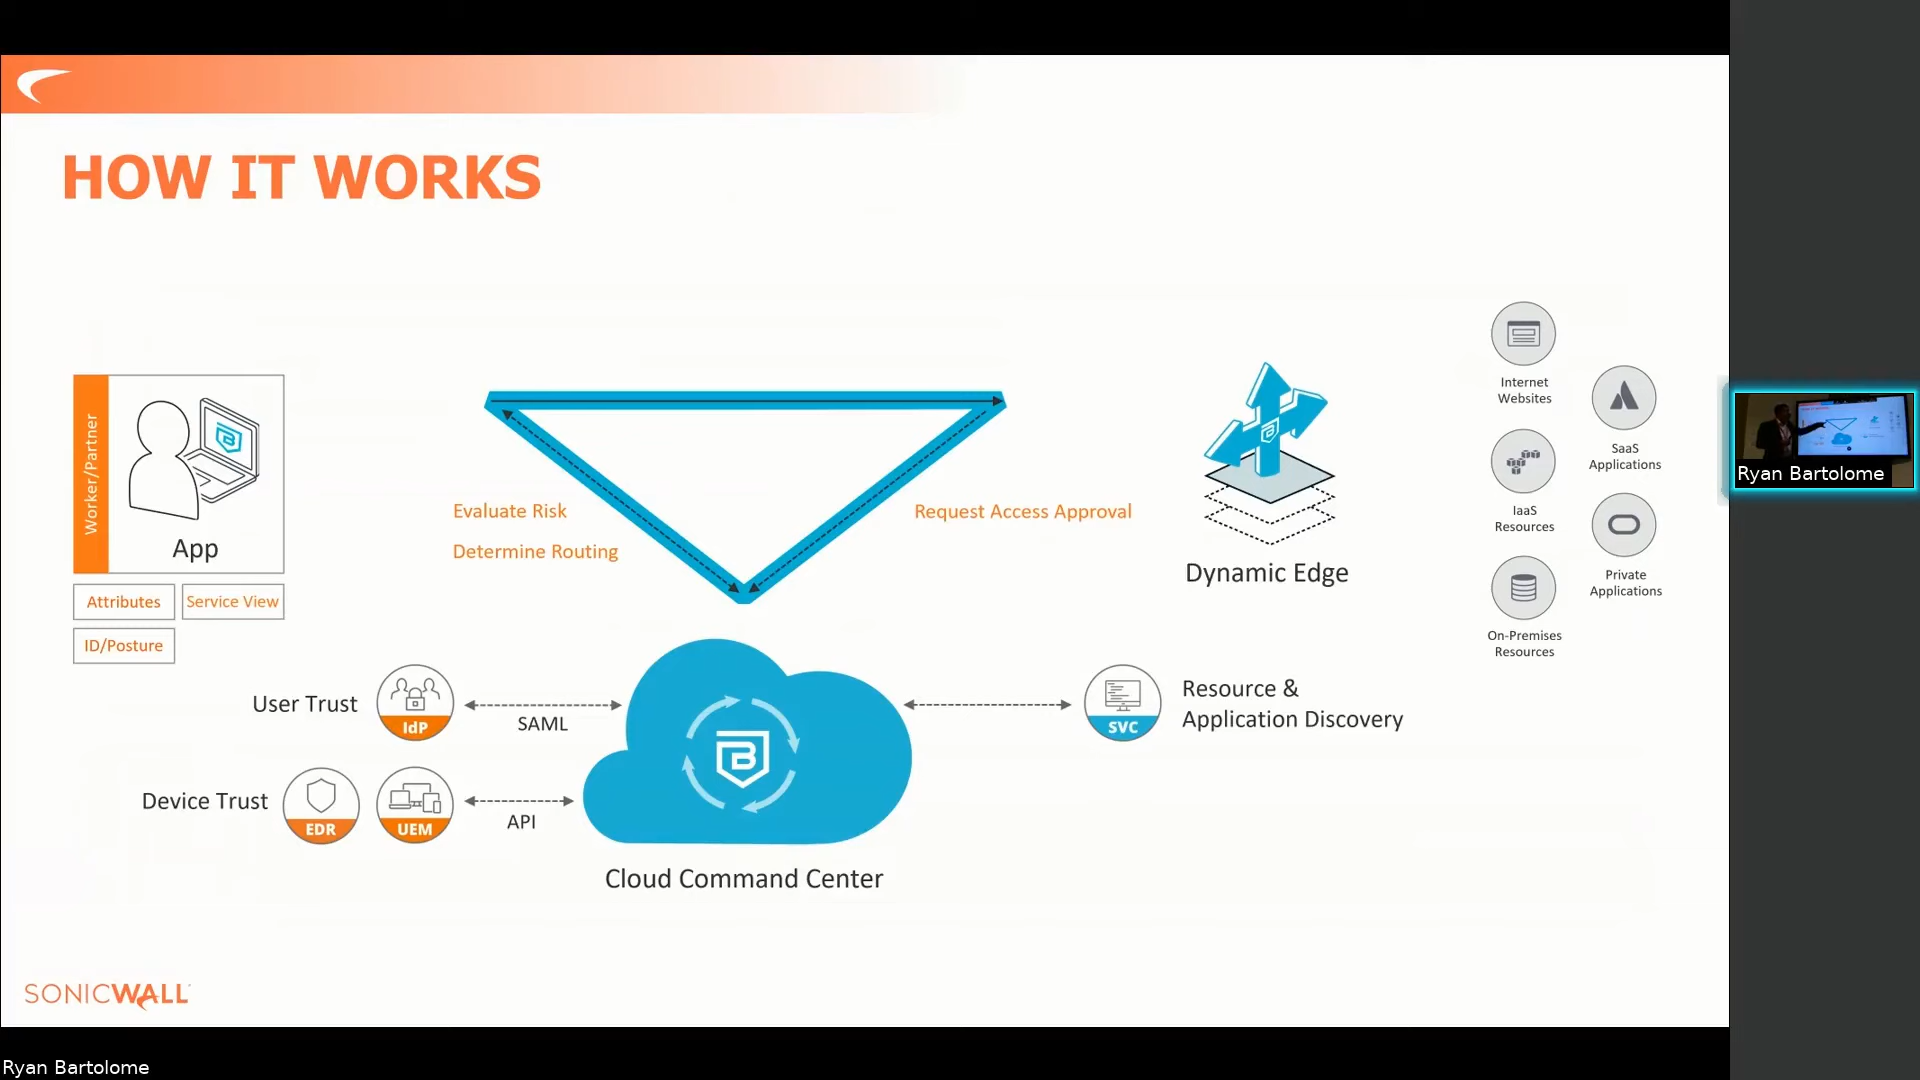 HOW IT WORKS
Worker/Partner
App
Attributes
Service View
ID/Posture
Evaluate Risk
Determine Routing
Request Access Approval
Dynamic Edge
Internet
Websites
SaaS
Applications
IaaS
Resources
Private
Applications
On-Premises
Resources
User Trust
IdP
SAML
Device Trust
EDR
UEM
API
Cloud Command Center
SVC
Resource &
Application Discovery
SONICWALL
Ryan Bartolome
Ryan Bartolome